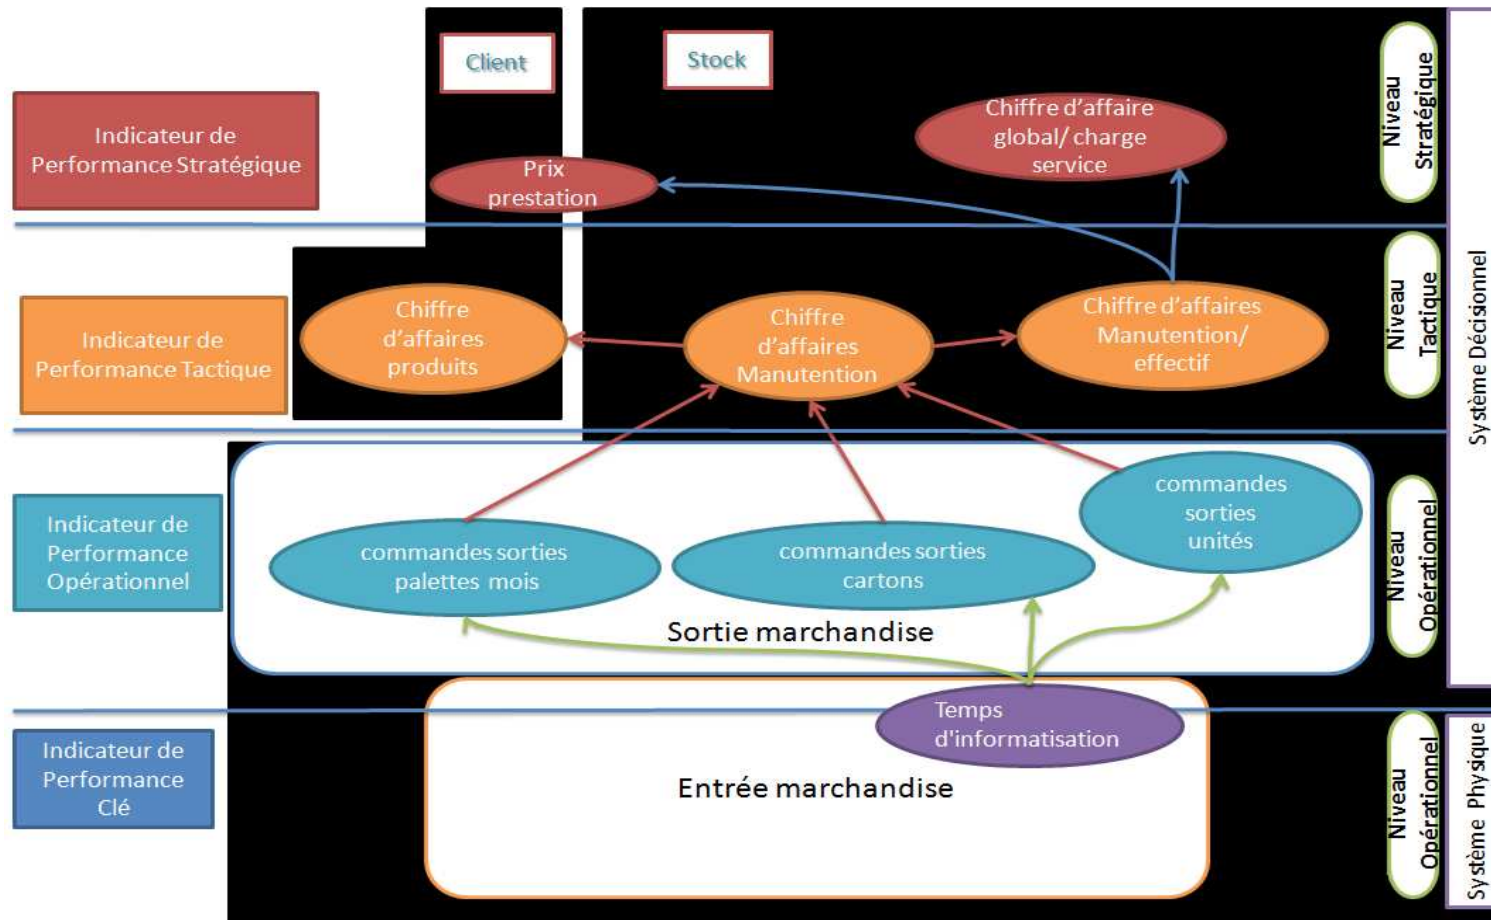 Client
Stock
Niveau
Stratégique
Indicateur de
Performance Stratégique
Chiffre d'affaire
global/ charge
service
Prix
prestation
Système Décisionnel
Niveau
Tactique
Indicateur de
Performance Tactique
Chiffre
d'affaires
produits
Chiffre
d'affaires
Manutention
Chiffre d'affaires
Manutention/
effectif
Indicateur de
Performance
Opérationnel
commandes sorties
palettes mois
commandes sorties
cartons
commandes
sorties
unités
Niveau
Opérationnel
Sortie marchandise
Indicateur de
Performance
Clé
Temps
d'informatisation
Entrée marchandise
Niveau
Opérationnel
Système Physique